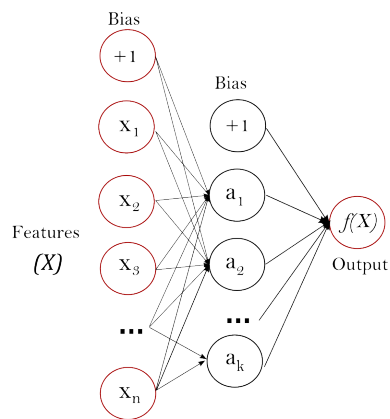 Bias
+1
x1
x2
x3
...
xn
Features
(X)
Bias
+1
a1
a2
...
ak
f(X)
Output